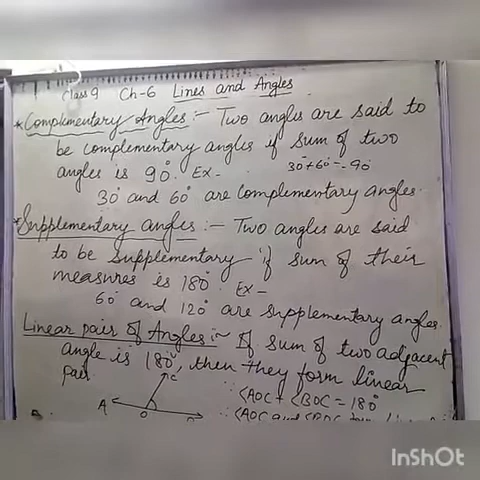 Class 9 Ch-6 Lines and Angles
*Complimentary Angles :- Two angles are said to
be complementary angles if sum of two
angles is 90°. Ex- 30°+60°=90°
30° and 60° are complementary angles.
*Supplementary angles :- Two angles are said
to be supplementary if sum of their
measures is 180°. Ex-
60° and 120° are supplementary angles.
Linear pair of Angles :- If sum of two adjacent
angle is 180°, then they form linear
pair.
C
∠AOC + ∠BOC = 180°
A O
∴ ∠AOC and ∠BOC
InShOt